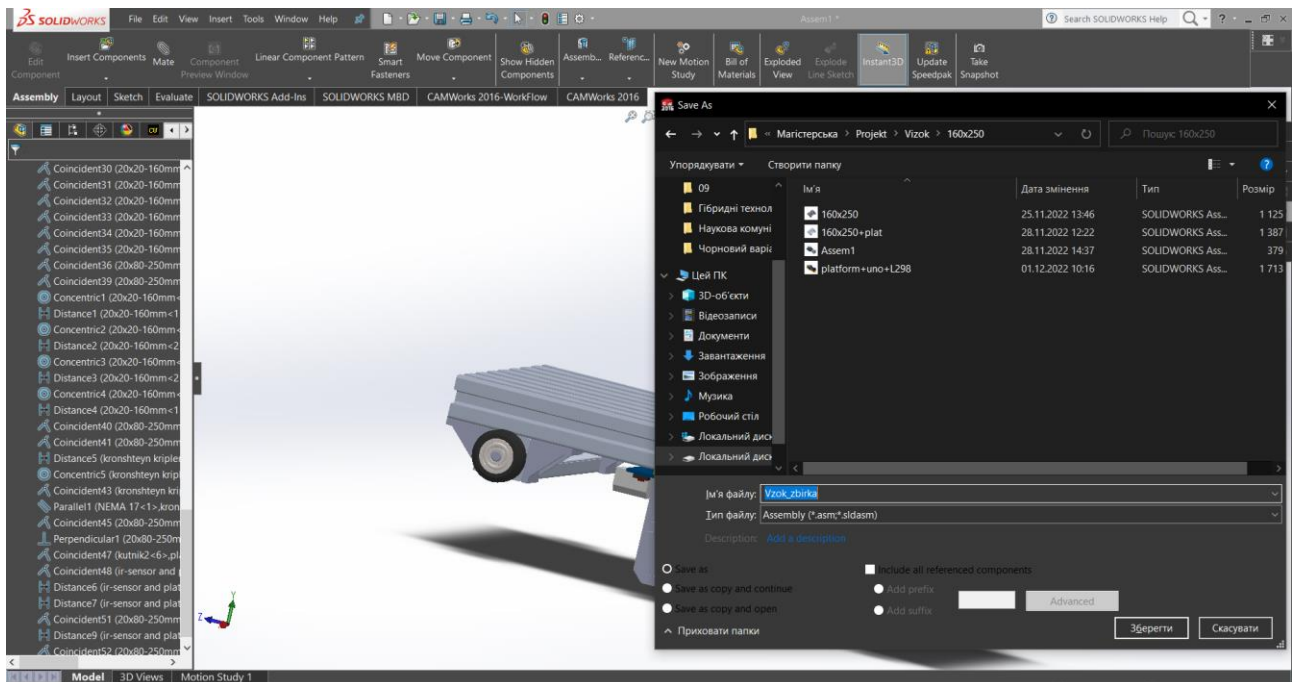 SOLIDWORKS File Edit View Insert Tools Window Help Assem1 * Search SOLIDWORKS Help
Edit Component
Insert Components
Mate
Component Preview Window
Linear Component Pattern
Smart Fasteners
Move Component
Show Hidden Components
Assemb...
Referenc...
New Motion Study
Bill of Materials
Exploded View
Explode Line Sketch
Instant3D
Update Speedpak
Take Snapshot
Assembly Layout Sketch Evaluate SOLIDWORKS Add-Ins SOLIDWORKS MBD CAMWorks 2016-WorkFlow CAMWorks 2016
Coincident30 (20x20-160mm
Coincident31 (20x20-160mm
Coincident32 (20x20-160mm
Coincident33 (20x20-160mm
Coincident34 (20x20-160mm
Coincident35 (20x20-160mm
Coincident36 (20x80-250mm
Coincident39 (20x80-250mm
Concentric1 (20x20-160mm<
Distance1 (20x20-160mm<1
Concentric2 (20x20-160mm<
Distance2 (20x20-160mm<2
Concentric3 (20x20-160mm<
Distance3 (20x20-160mm<2
Concentric4 (20x20-160mm<
Distance4 (20x20-160mm<1
Coincident40 (20x80-250mm
Coincident41 (20x80-250mm
Distance5 (kronshteyn kripler
Concentric5 (kronshteyn kripl
Coincident43 (kronshteyn kri
Parallel1 (NEMA 17<1>,kron
Coincident45 (20x80-250mm
Perpendicular1 (20x80-250m
Coincident47 (kutnik2<6>,pla
Coincident48 (ir-sensor and p
Distance6 (ir-sensor and plat
Distance7 (ir-sensor and plat
Coincident51 (20x80-250mm
Distance9 (ir-sensor and plat
Coincident52 (20x80-250mm
Y
Z
Model 3D Views Motion Study 1
Save As
« Магістерська > Projekt > Vizok > 160x250
Пошук: 160x250
Упорядкувати Створити папку
09
Гібридні технол
Наукова комуні
Чорновий варіа
Цей ПК
3D-об'єкти
Відеозаписи
Документи
Завантаження
Зображення
Музика
Робочий стіл
Локальний диск
Локальний диск
Ім'я Дата змінення Тип Розмір
160x250 25.11.2022 13:46 SOLIDWORKS Ass... 1 125
160x250+plat 28.11.2022 12:22 SOLIDWORKS Ass... 1 387
Assem1 28.11.2022 14:37 SOLIDWORKS Ass... 379
platform+uno+L298 01.12.2022 10:16 SOLIDWORKS Ass... 1 713
Ім'я файлу: Vzok_zbirka
Тип файлу: Assembly (*.asm;*.sldasm)
Description: Add a description
Save as
Save as copy and continue
Save as copy and open
Include all referenced components
Add prefix
Add suffix
Advanced
Приховати папки
Зберегти Скасувати